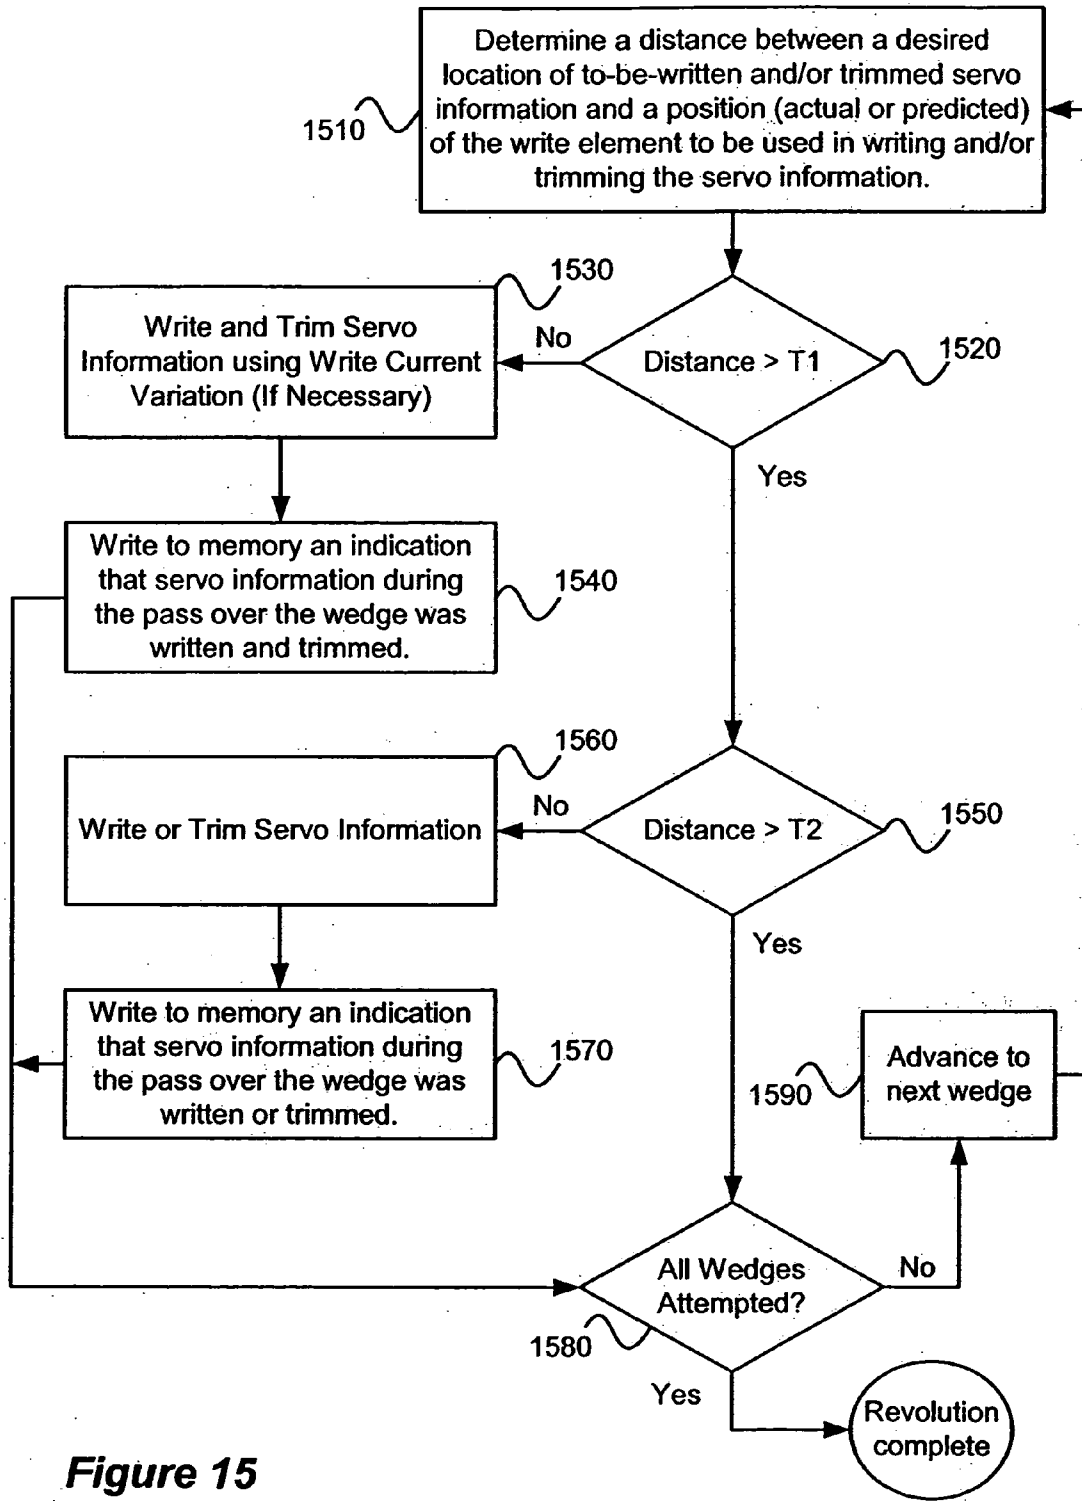 Determine a distance between a desired
location of to-be-written and/or trimmed servo
information and a position (actual or predicted)
of the write element to be used in writing and/or
trimming the servo information.
1510
1530
Write and Trim Servo
Information using Write Current
Variation (If Necessary)
No
Distance > T1
1520
Yes
Write to memory an indication
that servo information during
the pass over the wedge was
written and trimmed.
1540
1560
Write or Trim Servo Information
No
Distance > T2
1550
Yes
Write to memory an indication
that servo information during
the pass over the wedge was
written or trimmed.
1570
1590
Advance to
next wedge
All Wedges
Attempted?
No
1580
Yes
Revolution
complete
Figure 15